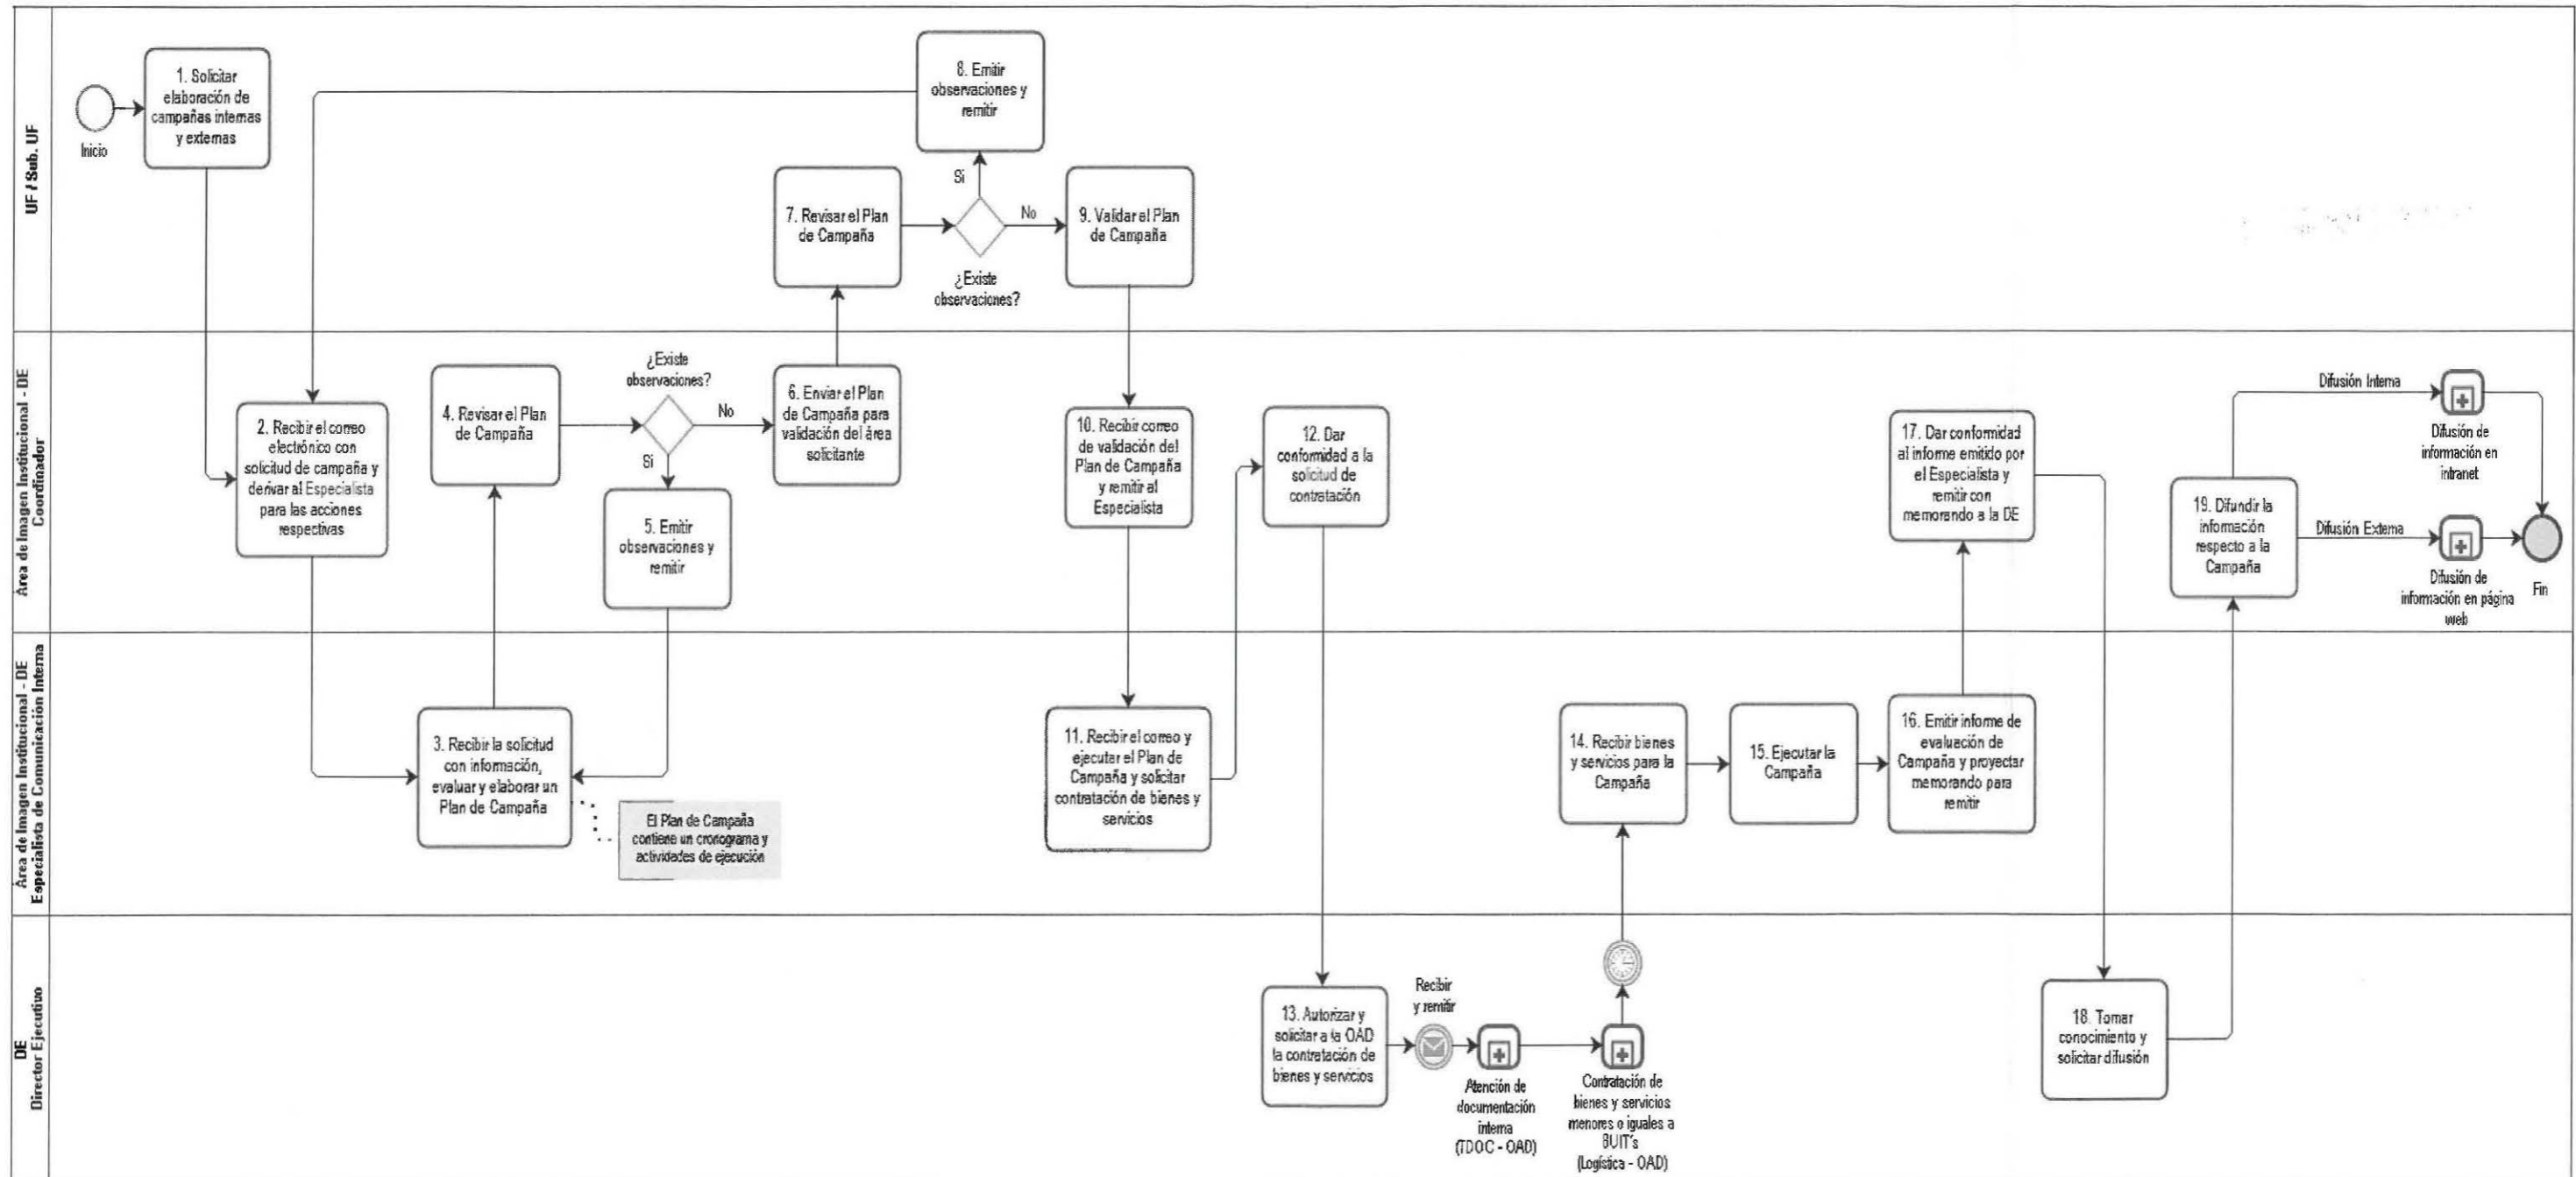 UF / Sub. UF
Inicio
1. Solicitar
elaboración de
campañas internas
y externas
8. Emitir
observaciones y
remitir
Si
7. Revisar el Plan
de Campaña
No
¿Existe
observaciones?
9. Validar el Plan
de Campaña
Área de Imagen Institucional - DE
Coordinador
2. Recibir el correo
electrónico con
solicitud de campaña y
derivar al Especialista
para las acciones
respectivas
4. Revisar el Plan
de Campaña
¿Existe
observaciones?
No
Si
5. Emitir
observaciones y
remitir
6. Enviar el Plan
de Campaña para
validación del área
solicitante
10. Recibir correo
de validación del
Plan de Campaña
y remitir al
Especialista
12. Dar
conformidad a la
solicitud de
contratación
17. Dar conformidad
al informe emitido por
el Especialista y
remitir con
memorando a la DE
19. Difundir la
información
respecto a la
Campaña
Difusión Interna
Difusión de
información en
intranet
Difusión Externa
Difusión de
información en página
web
Fin
Área de Imagen Institucional - DE
Especialista de Comunicación Interna
3. Recibir la solicitud
con información,
evaluar y elaborar un
Plan de Campaña
El Plan de Campaña
contiene un cronograma y
actividades de ejecución
11. Recibir el correo y
ejecutar el Plan de
Campaña y solicitar
contratación de bienes y
servicios
14. Recibir bienes
y servicios para la
Campaña
15. Ejecutar la
Campaña
16. Emitir informe de
evaluación de
Campaña y proyectar
memorando para
remitir
DE
Director Ejecutivo
13. Autorizar y
solicitar a la OAD
la contratación de
bienes y servicios
Recibir
y remitir
Atención de
documentación
interna
(TDOC - OAD)
Contratación de
bienes y servicios
menores o iguales a
8UIT's
(Logística - OAD)
18. Tomar
conocimiento y
solicitar difusión